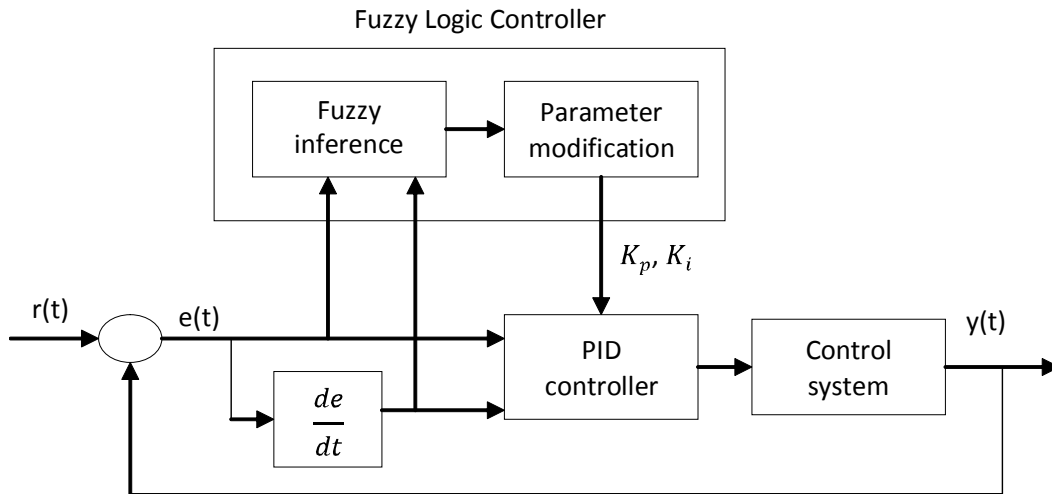 Fuzzy Logic Controller
Fuzzy
inference
Parameter
modification
K_p, K_i
r(t)
e(t)
PID
controller
Control
system
y(t)
de
dt